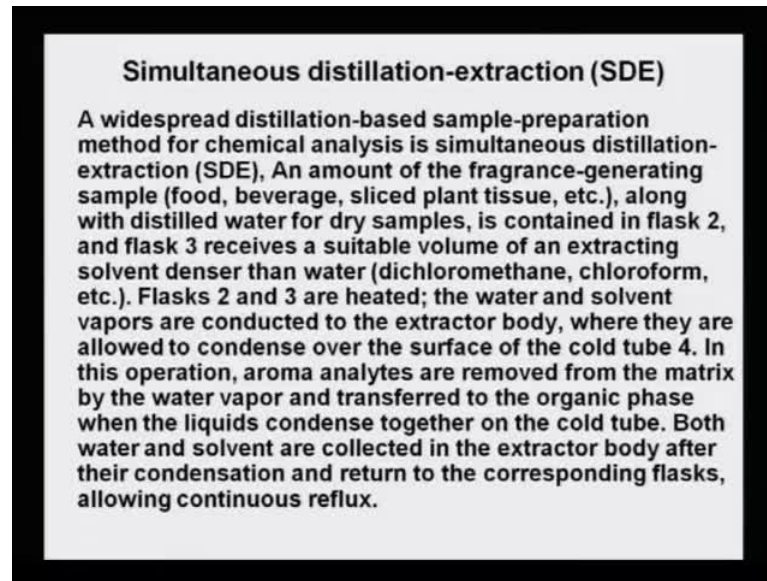 Simultaneous distillation-extraction (SDE)
A widespread distillation-based sample-preparation
method for chemical analysis is simultaneous distillation-
extraction (SDE), An amount of the fragrance-generating
sample (food, beverage, sliced plant tissue, etc.), along
with distilled water for dry samples, is contained in flask 2,
and flask 3 receives a suitable volume of an extracting
solvent denser than water (dichloromethane, chloroform,
etc.). Flasks 2 and 3 are heated; the water and solvent
vapors are conducted to the extractor body, where they are
allowed to condense over the surface of the cold tube 4. In
this operation, aroma analytes are removed from the matrix
by the water vapor and transferred to the organic phase
when the liquids condense together on the cold tube. Both
water and solvent are collected in the extractor body after
their condensation and return to the corresponding flasks,
allowing continuous reflux.